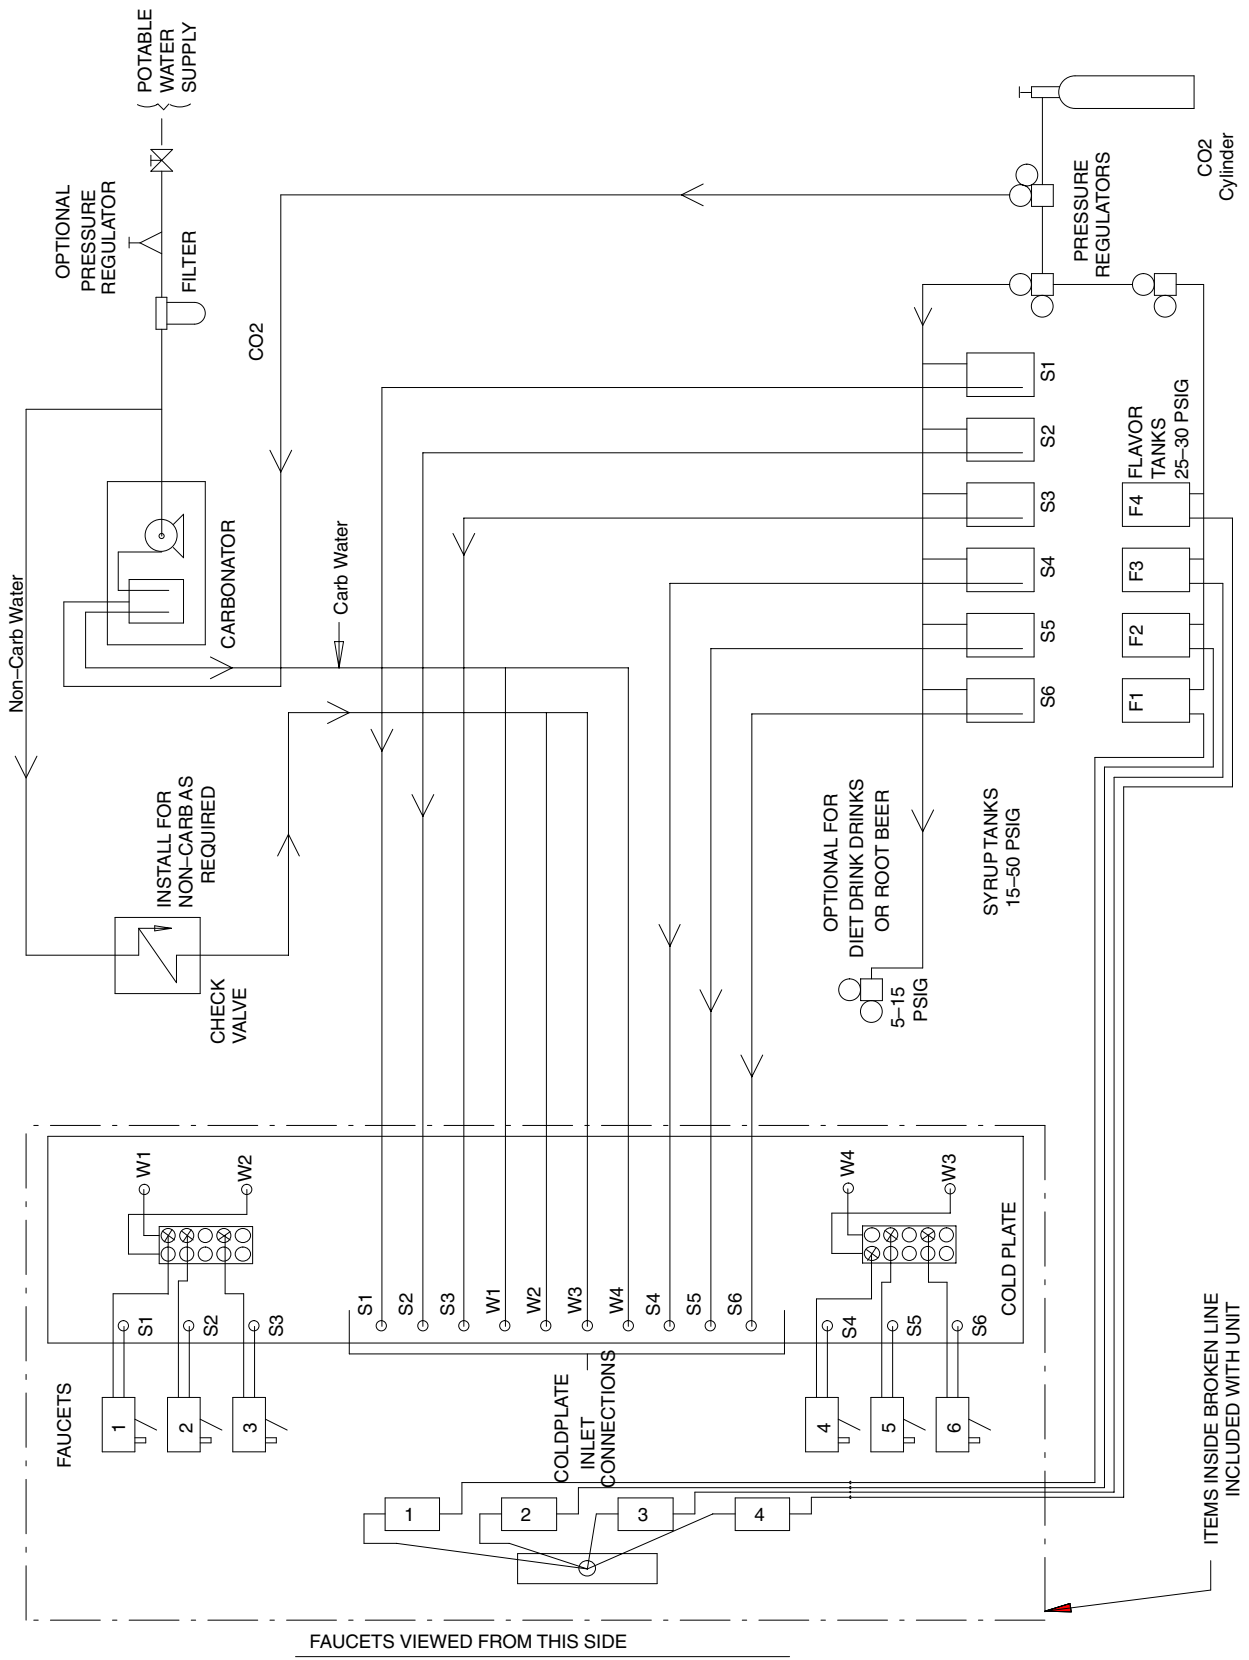 POTABLE
WATER
SUPPLY
OPTIONAL
PRESSURE
REGULATOR
FILTER
CO2
Non–Carb Water
CARBONATOR
Carb Water
PRESSURE
REGULATORS
CO2
Cylinder
S1
S2
S3
S4
S5
S6
F4
F3
F2
F1
FLAVOR
TANKS
25–30 PSIG
INSTALL FOR
NON–CARB AS
REQUIRED
CHECK
VALVE
OPTIONAL FOR
DIET DRINK DRINKS
OR ROOT BEER
5–15
PSIG
SYRUP TANKS
15–50 PSIG
W1
W2
W4
W3
COLD PLATE
S1
S2
S3
S1
S2
S3
W1
W2
W3
W4
S4
S5
S6
S4
S5
S6
FAUCETS
1
2
3
COLDPLATE
INLET
CONNECTIONS
4
5
6
1
2
3
4
ITEMS INSIDE BROKEN LINE
INCLUDED WITH UNIT
FAUCETS VIEWED FROM THIS SIDE